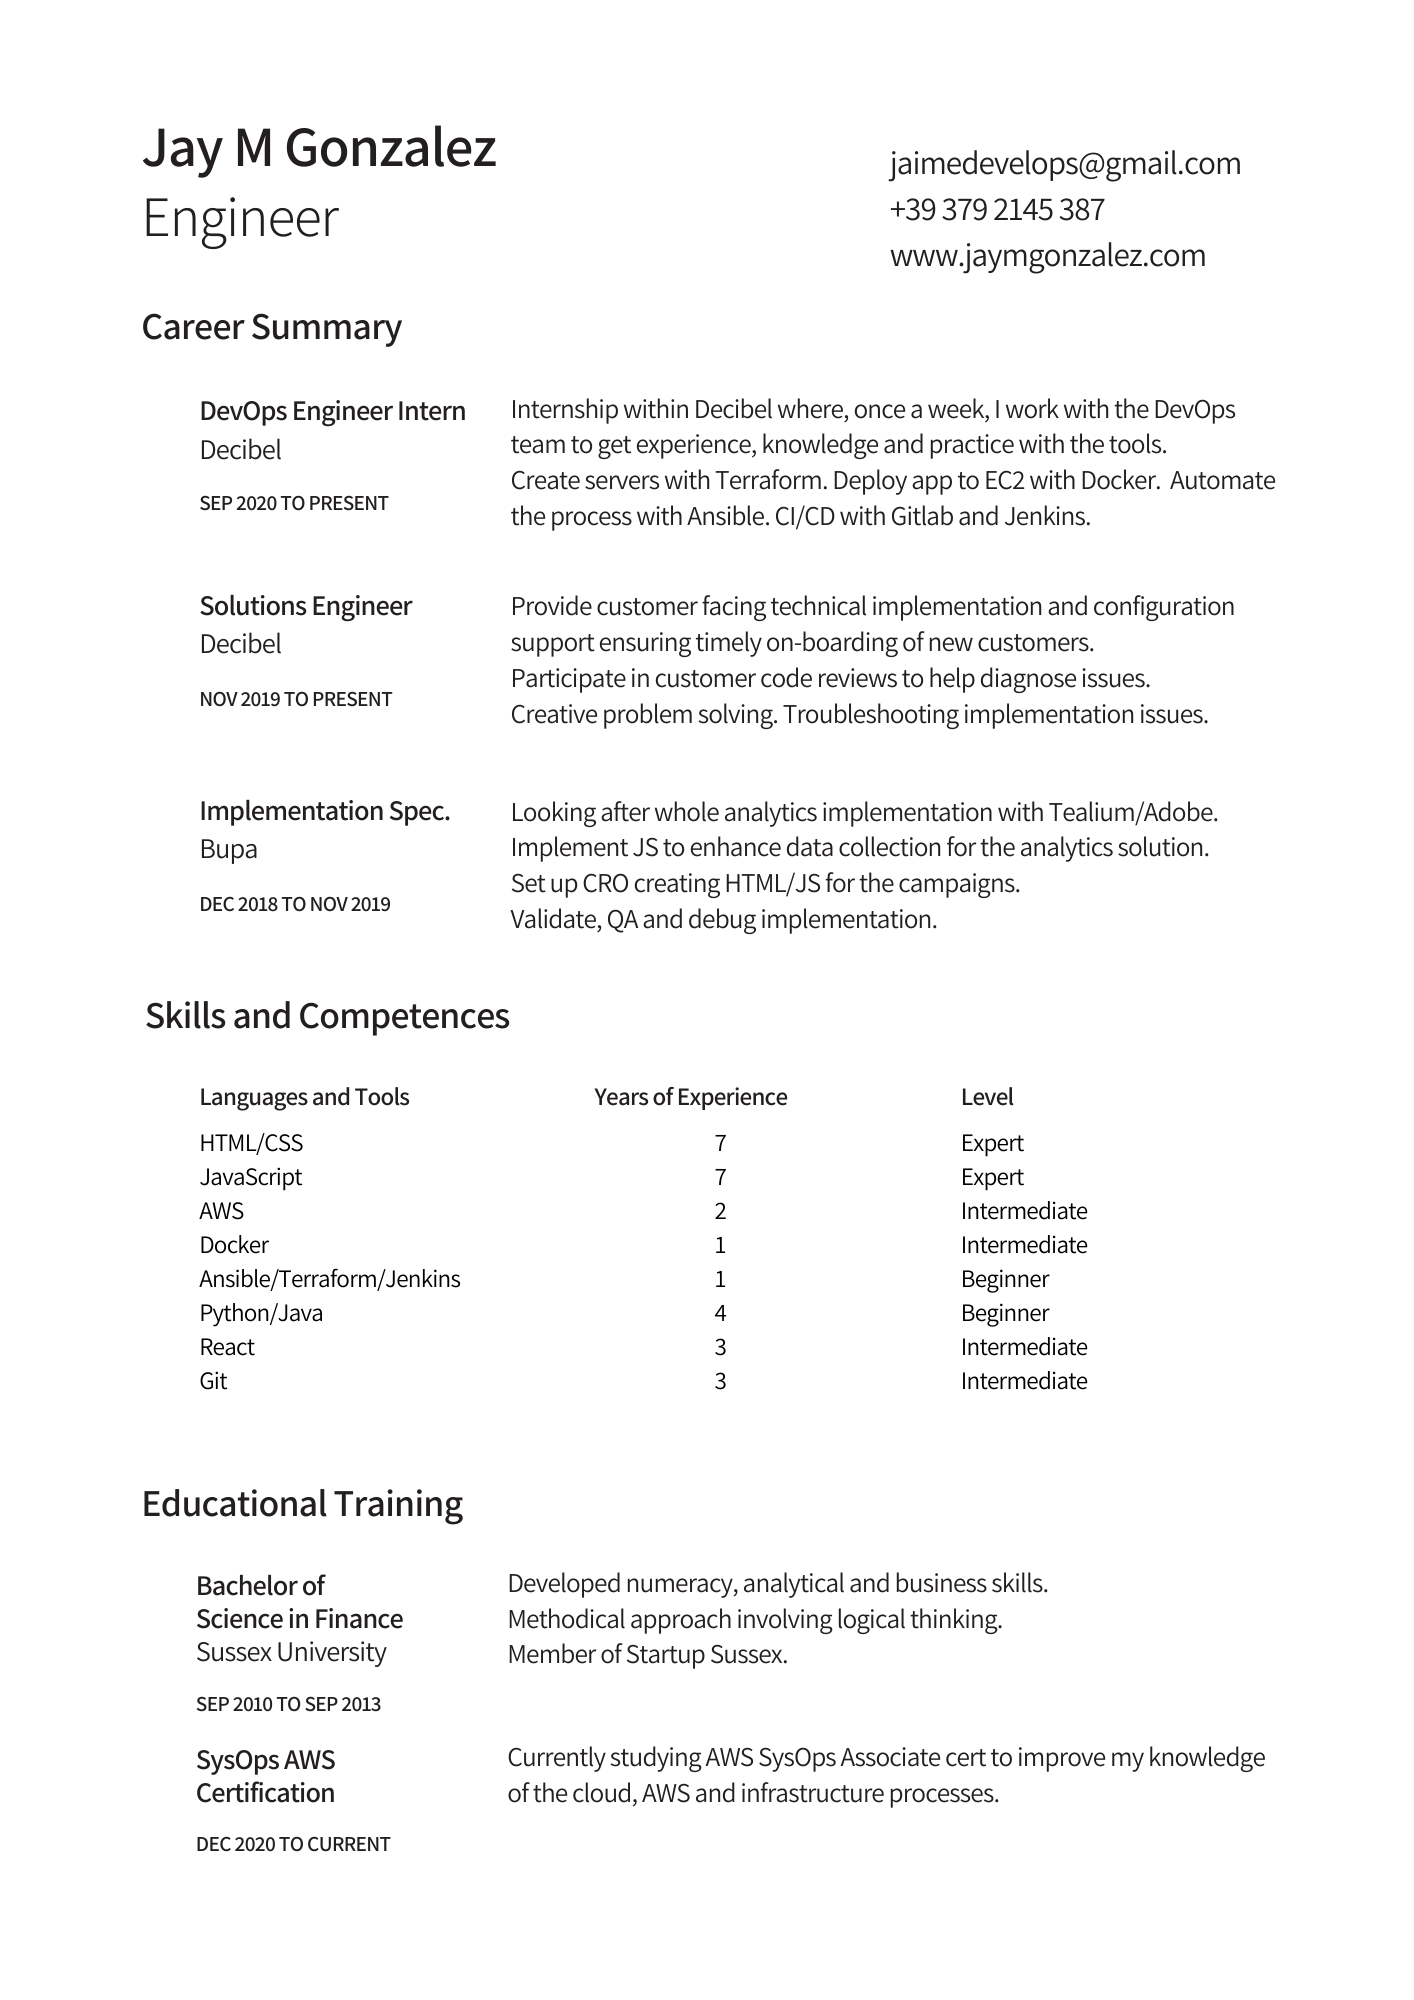 Jay M Gonzalez
Engineer
jaimedevelops@gmail.com
+39 379 2145 387
www.jaymgonzalez.com
Career Summary
DevOps Engineer Intern
Decibel
SEP 2020 TO PRESENT
Internship within Decibel where, once a week, I work with the DevOps
team to get experience, knowledge and practice with the tools.
Create servers with Terraform. Deploy app to EC2 with Docker.  Automate
the process with Ansible. CI/CD with Gitlab and Jenkins.
Solutions Engineer
Decibel
NOV 2019 TO PRESENT
Provide customer facing technical implementation and configuration
support ensuring timely on-boarding of new customers.
Participate in customer code reviews to help diagnose issues.
Creative problem solving. Troubleshooting implementation issues.
Implementation Spec.
Bupa
DEC 2018 TO NOV 2019
Looking after whole analytics implementation with Tealium/Adobe.
Implement JS to enhance data collection for the analytics solution.
Set up CRO creating HTML/JS for the campaigns.
Validate, QA and debug implementation.
Skills and Competences
Languages and Tools Years of Experience Level
HTML/CSS 7 Expert
JavaScript 7 Expert
AWS 2 Intermediate
Docker 1 Intermediate
Ansible/Terraform/Jenkins 1 Beginner
Python/Java 4 Beginner
React 3 Intermediate
Git 3 Intermediate
Educational Training
Bachelor of
Science in Finance
Sussex University
SEP 2010 TO SEP 2013
Developed numeracy, analytical and business skills.
Methodical approach involving logical thinking.
Member of Startup Sussex.
SysOps AWS
Certification
DEC 2020 TO CURRENT
Currently studying AWS SysOps Associate cert to improve my knowledge
of the cloud, AWS and infrastructure processes.